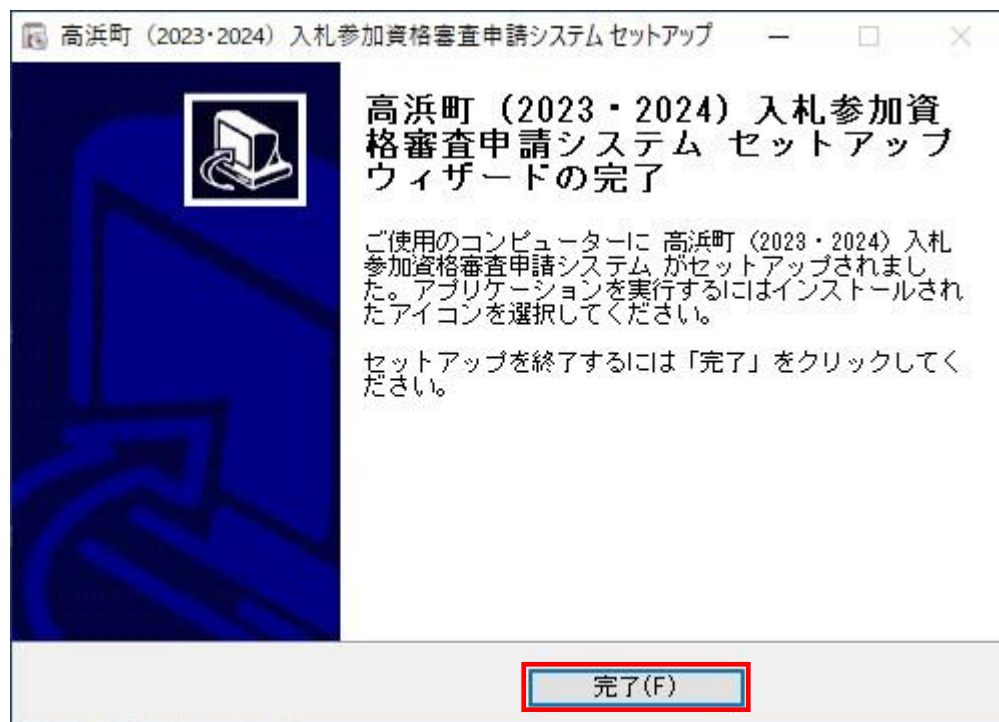 高浜町（2023・2024）入札参加資格審査申請システム セットアップ
高浜町（2023・2024）入札参加資
格審査申請システム セットアップ
ウィザードの完了
ご使用のコンピューターに 高浜町（2023・2024）入札
参加資格審査申請システム がセットアップされまし
た。アプリケーションを実行するにはインストールされ
たアイコンを選択してください。
セットアップを終了するには「完了」をクリックしてく
ださい。
完了(F)